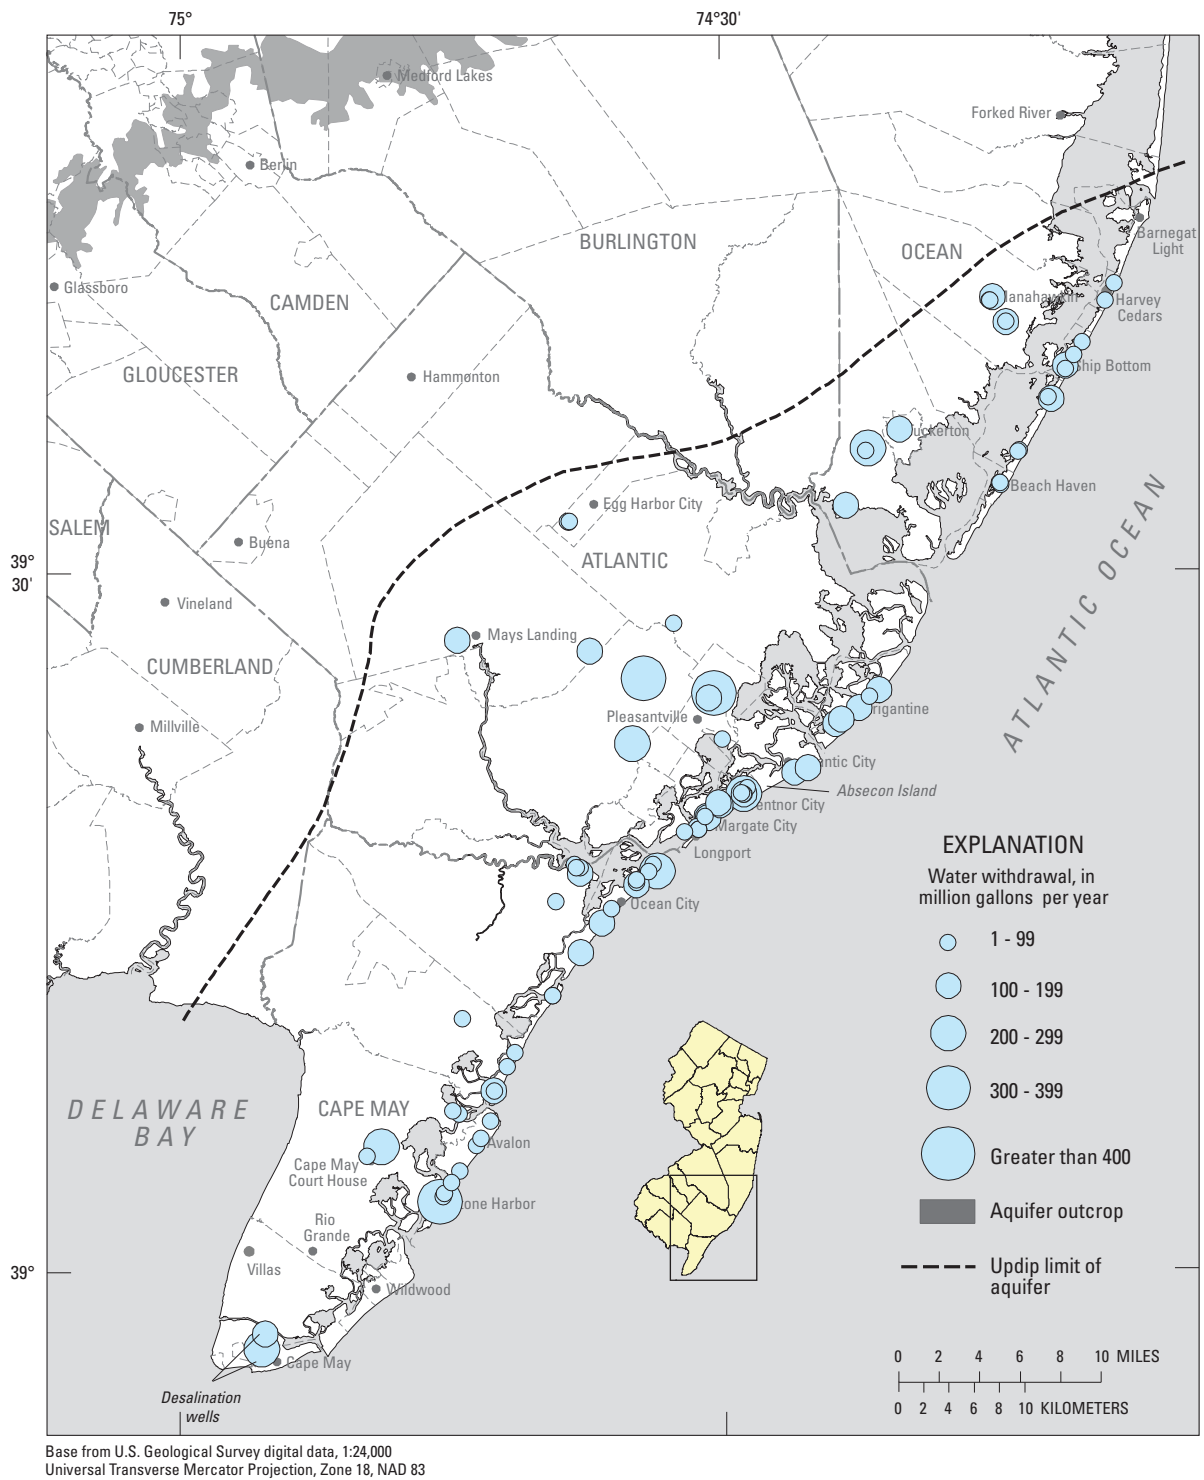 75°
74°30'
Medford Lakes
Forked River
Berlin
Barnegat
Light
BURLINGTON
OCEAN
Glassboro
CAMDEN
Harvey
Cedars
GLOUCESTER
Hammonton
Ship Bottom
Beach Haven
Egg Harbor City
SALEM
Buena
ATLANTIC
39°
30'
Vineland
Mays Landing
CUMBERLAND
ATLANTIC OCEAN
Millville
Pleasantville
Absecon Island
Margate City
Longport
Ocean City
EXPLANATION
Water withdrawal, in
million gallons per year
1 - 99
100 - 199
200 - 299
300 - 399
Greater than 400
Aquifer outcrop
Updip limit of
aquifer
DELAWARE
BAY
CAPE MAY
Avalon
Cape May
Court House
Rio
Grande
Villas
39°
Wildwood
Cape May
Desalination
wells
0 2 4 6 8 10 MILES
0 2 4 6 8 10 KILOMETERS
Base from U.S. Geological Survey digital data, 1:24,000
Universal Transverse Mercator Projection, Zone 18, NAD 83